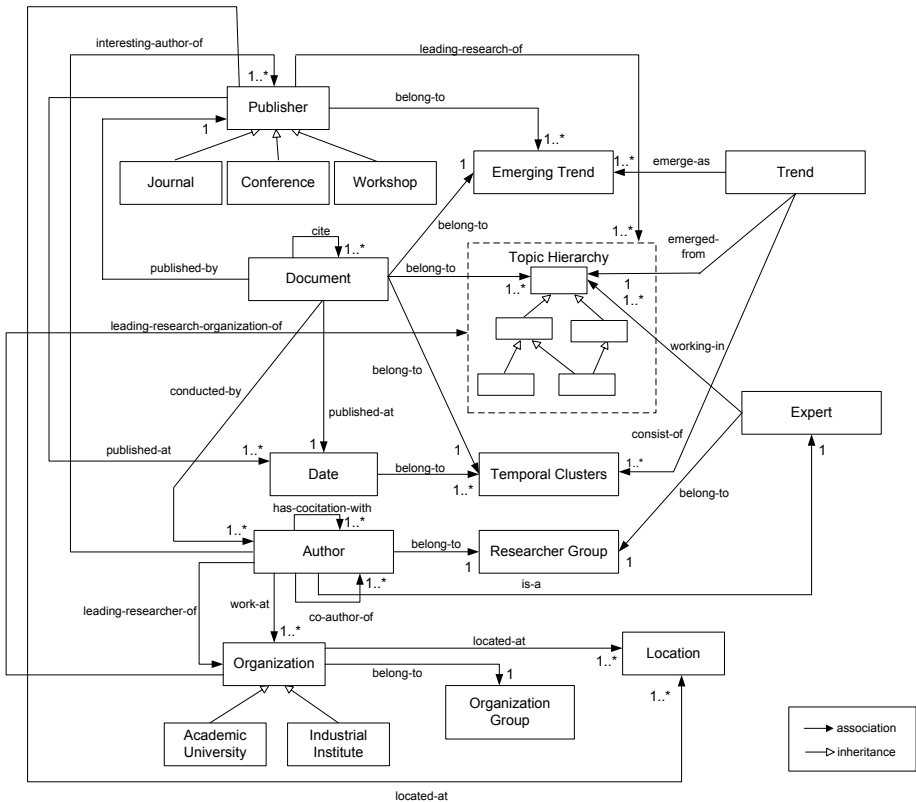 interesting-author-of
leading-research-of
1..*
Publisher
belong-to
1
1..*
Journal
Conference
Workshop
1
Emerging Trend
1..*
emerge-as
Trend
belong-to
cite
1..*
1..*
emerged-
from
published-by
Document
belong-to
Topic Hierarchy
1..*
1
1..*
leading-research-organization-of
working-in
belong-to
conducted-by
published-at
Expert
consist-of
published-at
1..*
1
Date
belong-to
1
1..*
Temporal Clusters
1..*
1
belong-to
has-cocitation-with
1..*
1..*
Author
belong-to
1
Researcher Group
1
1..*
is-a
leading-researcher-of
work-at
co-author-of
1..*
located-at
1..*
Location
Organization
belong-to
1
1..*
Organization
Group
Academic
University
Industrial
Institute
association
inheritance
located-at